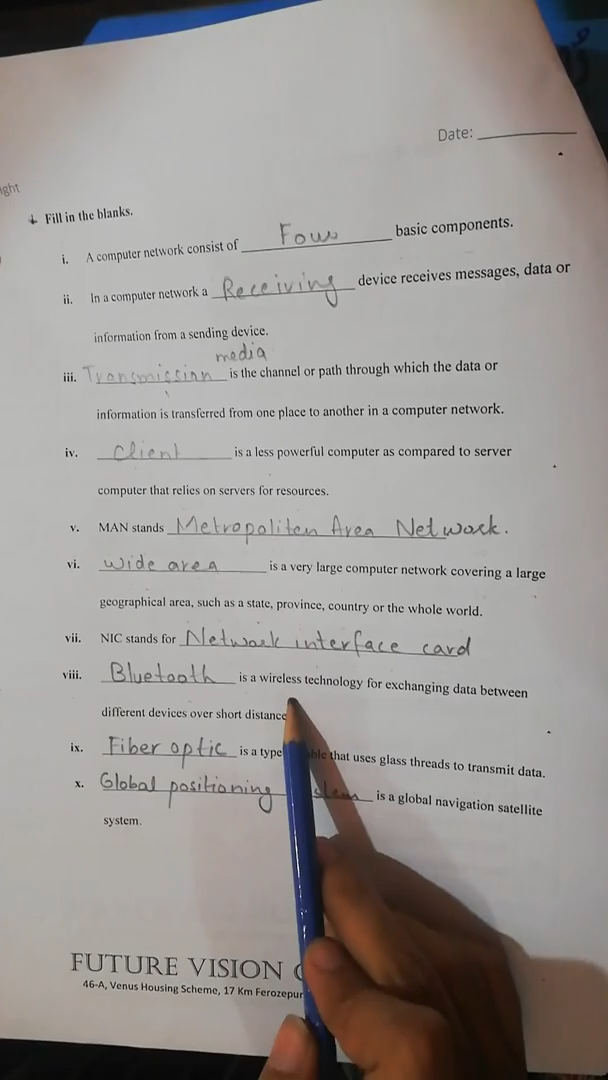 Date: ____________
ight
Fill in the blanks.
i. A computer network consist of Four basic components.
ii. In a computer network a Receiving device receives messages, data or
information from a sending device.
media
iii. Transmission is the channel or path through which the data or
information is transferred from one place to another in a computer network.
iv. Client is a less powerful computer as compared to server
computer that relies on servers for resources.
v. MAN stands Metropoliten Area Network.
vi. wide area is a very large computer network covering a large
geographical area, such as a state, province, country or the whole world.
vii. NIC stands for Network interface card
viii. Bluetooth is a wireless technology for exchanging data between
different devices over short distance
ix. Fiber optic is a type that uses glass threads to transmit data.
x. Global positioning is a global navigation satellite
system.
FUTURE VISION
46-A, Venus Housing Scheme, 17 Km Ferozepur